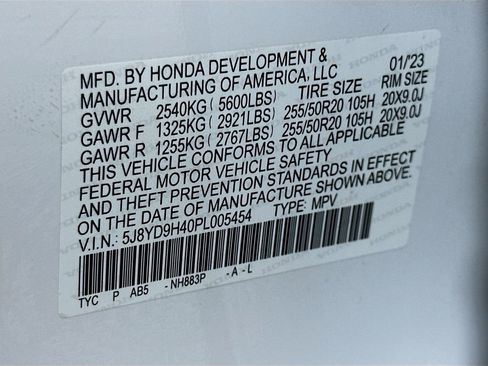 MFD. BY HONDA DEVELOPMENT &
MANUFACTURING OF AMERICA, LLC 01/'23
GVWR 2540KG ( 5600LBS) TIRE SIZE RIM SIZE
GAWR F 1325KG ( 2921LBS) 255/50R20 105H 20X9.0J
GAWR R 1255KG ( 2767LBS) 255/50R20 105H 20X9.0J
THIS VEHICLE CONFORMS TO ALL APPLICABLE
FEDERAL MOTOR VEHICLE SAFETY
AND THEFT PREVENTION STANDARDS IN EFFECT
ON THE DATE OF MANUFACTURE SHOWN ABOVE.
V.I.N.: 5J8YD9H40PL005454 TYPE: MPV
TYC P AB5 -NH883P -A-L